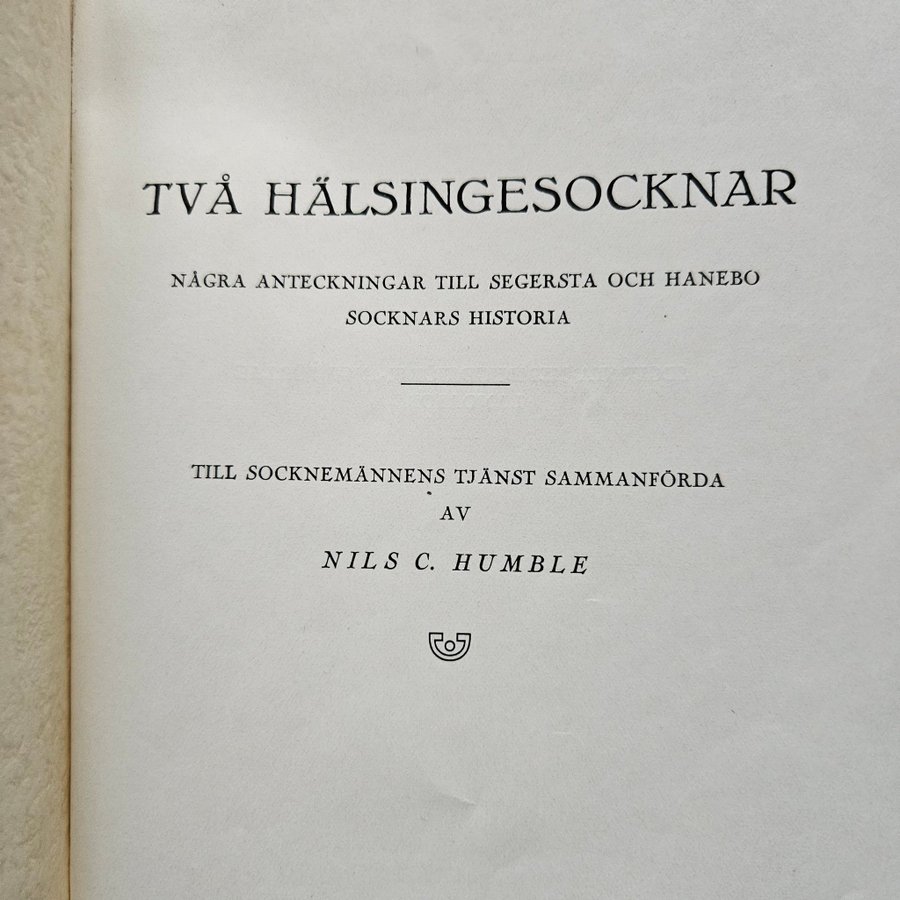 TVÅ HÄLSINGESOCKNAR
NÅGRA ANTECKNINGAR TILL SEGERSTA OCH HANEBO
SOCKNARS HISTORIA
TILL SOCKNEMÄNNENS TJÄNST SAMMANFÖRDA
AV
NILS C. HUMBLE